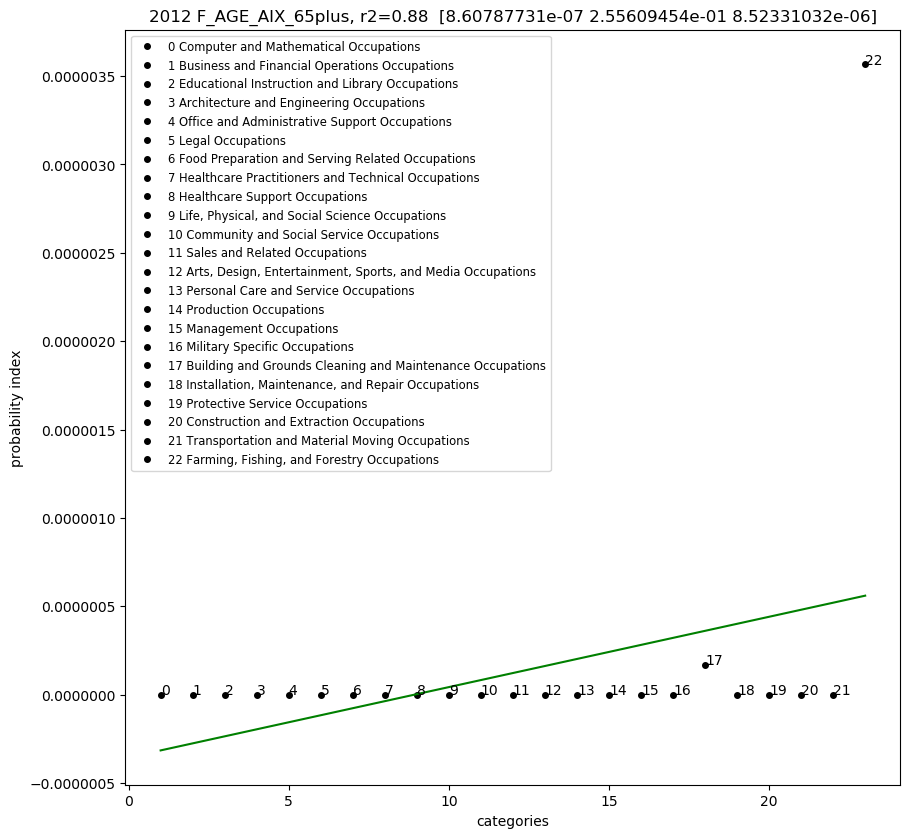 2012 F_AGE_AIX_65plus, r2=0.88  [8.60787731e-07 2.55609454e-01 8.52331032e-06]
0 Computer and Mathematical Occupations
1 Business and Financial Operations Occupations
2 Educational Instruction and Library Occupations
3 Architecture and Engineering Occupations
4 Office and Administrative Support Occupations
5 Legal Occupations
6 Food Preparation and Serving Related Occupations
7 Healthcare Practitioners and Technical Occupations
8 Healthcare Support Occupations
9 Life, Physical, and Social Science Occupations
10 Community and Social Service Occupations
11 Sales and Related Occupations
12 Arts, Design, Entertainment, Sports, and Media Occupations
13 Personal Care and Service Occupations
14 Production Occupations
15 Management Occupations
16 Military Specific Occupations
17 Building and Grounds Cleaning and Maintenance Occupations
18 Installation, Maintenance, and Repair Occupations
19 Protective Service Occupations
20 Construction and Extraction Occupations
21 Transportation and Material Moving Occupations
22 Farming, Fishing, and Forestry Occupations
22
0.0000035
0.0000030
0.0000025
0.0000020
0.0000015
0.0000010
0.0000005
0.0000000
−0.0000005
probability index
17
0 1 2 3 4 5 6 7 8 9 10 11 12 13 14 15 16 18 19 20 21
0 5 10 15 20
categories